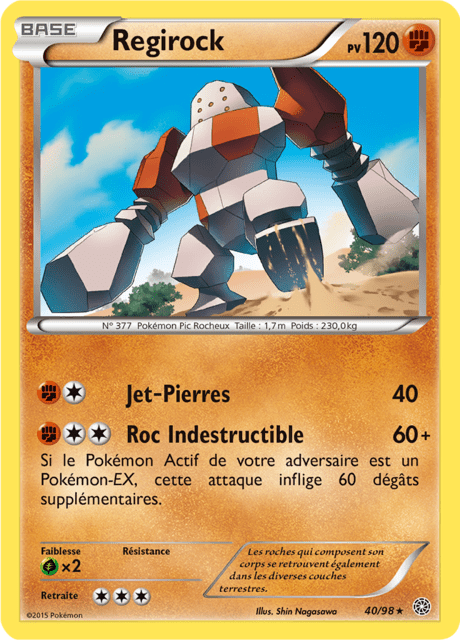 BASE
Regirock
PV120
N° 377 Pokémon Pic Rocheux Taille : 1,7m Poids : 230,0kg
Jet-Pierres 40
Roc Indestructible 60+
Si le Pokémon Actif de votre adversaire est un
Pokémon-EX, cette attaque inflige 60 dégâts
supplémentaires.
Faiblesse Résistance
×2
Les roches qui composent son
corps se retrouvent également
dans les diverses couches
terrestres.
Retraite
©2015 Pokémon
Illus. Shin Nagasawa
40/98★